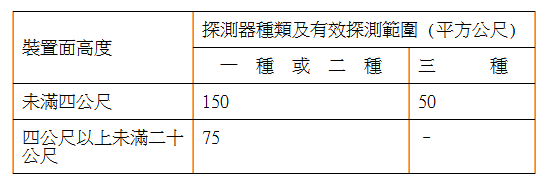 裝置面高度
探測器種類及有效探測範圍 (平方公尺)
一 種 或 二 種
三 種
未滿四公尺
150
50
四公尺以上未滿二十
公尺
75
-